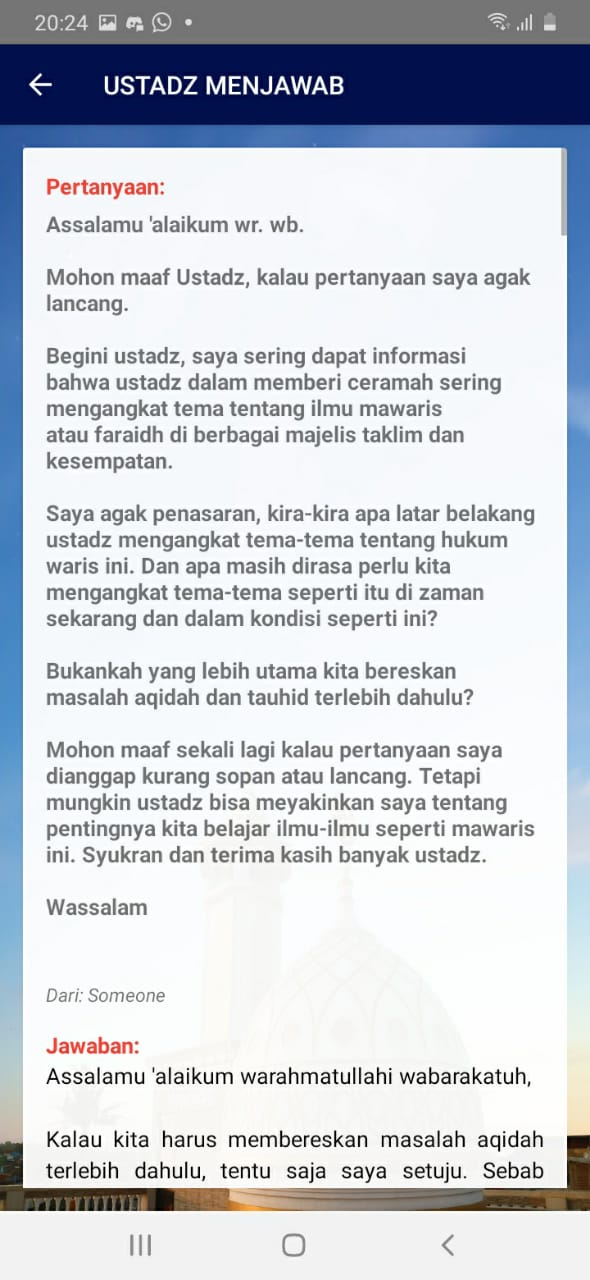 20:24
USTADZ MENJAWAB
Pertanyaan:
Assalamu 'alaikum wr. wb.
Mohon maaf Ustadz, kalau pertanyaan saya agak
lancang.
Begini ustadz, saya sering dapat informasi
bahwa ustadz dalam memberi ceramah sering
mengangkat tema tentang ilmu mawaris
atau faraidh di berbagai majelis taklim dan
kesempatan.
Saya agak penasaran, kira-kira apa latar belakang
ustadz mengangkat tema-tema tentang hukum
waris ini. Dan apa masih dirasa perlu kita
mengangkat tema-tema seperti itu di zaman
sekarang dan dalam kondisi seperti ini?
Bukankah yang lebih utama kita bereskan
masalah aqidah dan tauhid terlebih dahulu?
Mohon maaf sekali lagi kalau pertanyaan saya
dianggap kurang sopan atau lancang. Tetapi
mungkin ustadz bisa meyakinkan saya tentang
pentingnya kita belajar ilmu-ilmu seperti mawaris
ini. Syukran dan terima kasih banyak ustadz.
Wassalam
Dari: Someone
Jawaban:
Assalamu 'alaikum warahmatullahi wabarakatuh,
Kalau kita harus membereskan masalah aqidah
terlebih dahulu, tentu saja saya setuju. Sebab